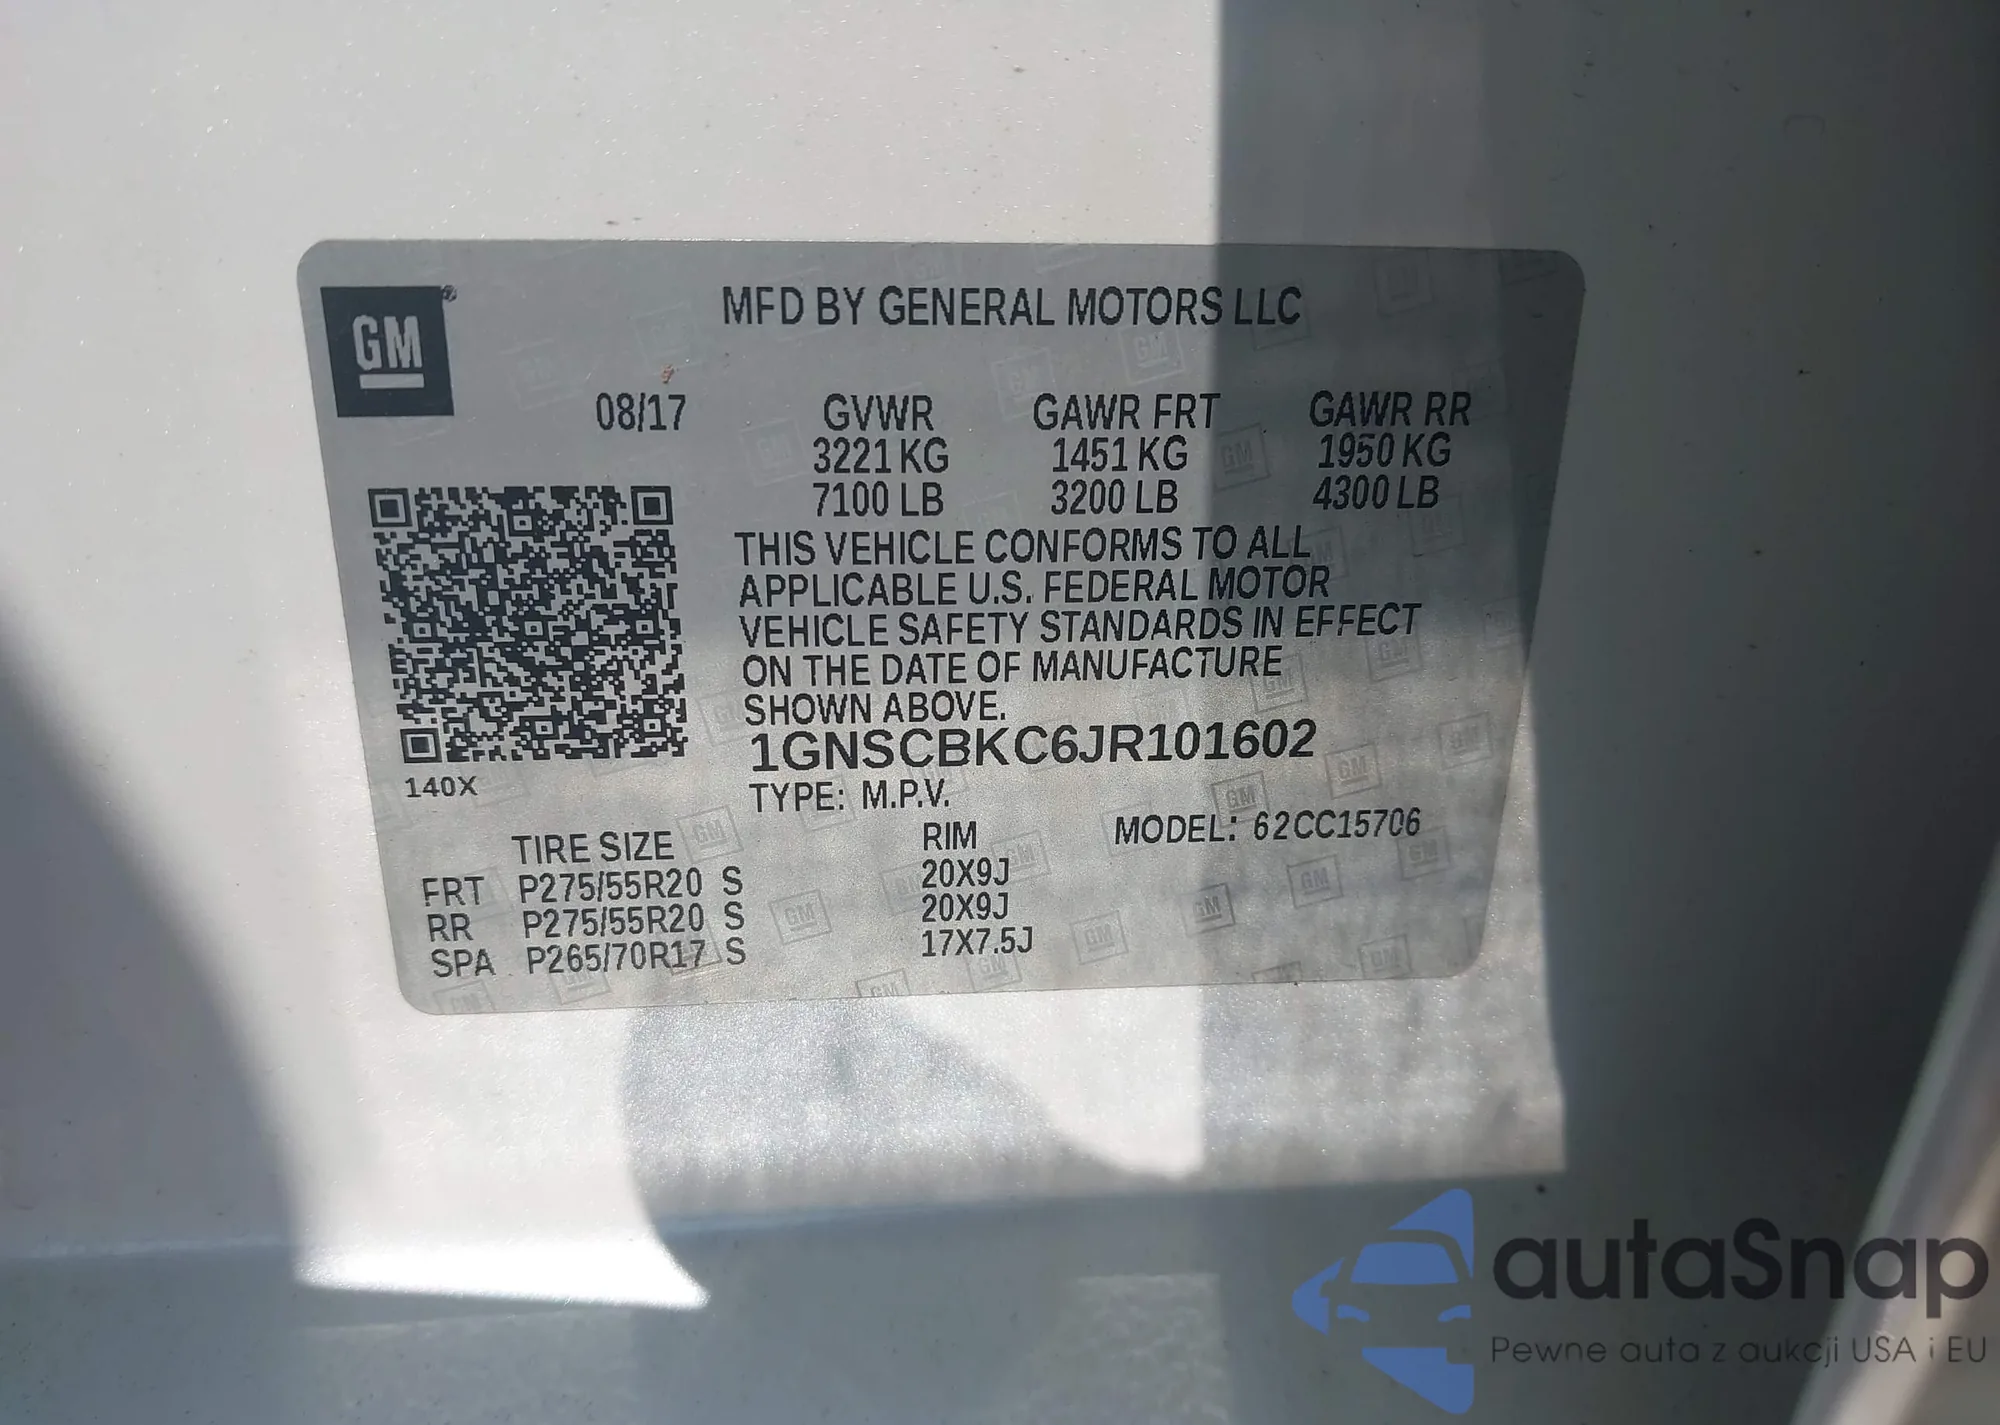 GM®
MFD BY GENERAL MOTORS LLC
08/17 GVWR GAWR FRT GAWR RR
3221 KG 1451 KG 1950 KG
7100 LB 3200 LB 4300 LB
THIS VEHICLE CONFORMS TO ALL
APPLICABLE U.S. FEDERAL MOTOR
VEHICLE SAFETY STANDARDS IN EFFECT
ON THE DATE OF MANUFACTURE
SHOWN ABOVE.
1GNSCBKC6JR101602
140X
TYPE: M.P.V.
MODEL: 62CC15706
TIRE SIZE RIM
FRT P275/55R20 S 20X9J
RR P275/55R20 S 20X9J
SPA P265/70R17 S 17X7.5J
autaSnap
Pewne auta z aukcji USA i EU